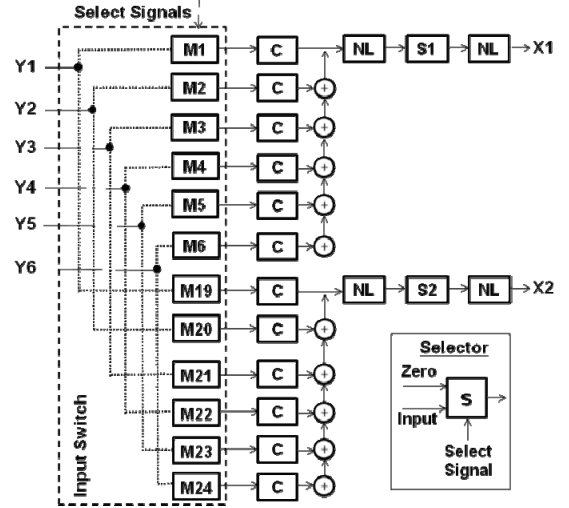 Select Signals
Y1 M1 C NL S1 NL X1
Y2 M2 C +
Y3 M3 C +
Y4 M4 C +
Y5 M5 C +
Y6 M6 C +
M19 C NL S2 NL X2
M20 C +
M21 C +
M22 C +
M23 C +
M24 C +
Input Switch
Selector
Zero
S
Input
Select
Signal